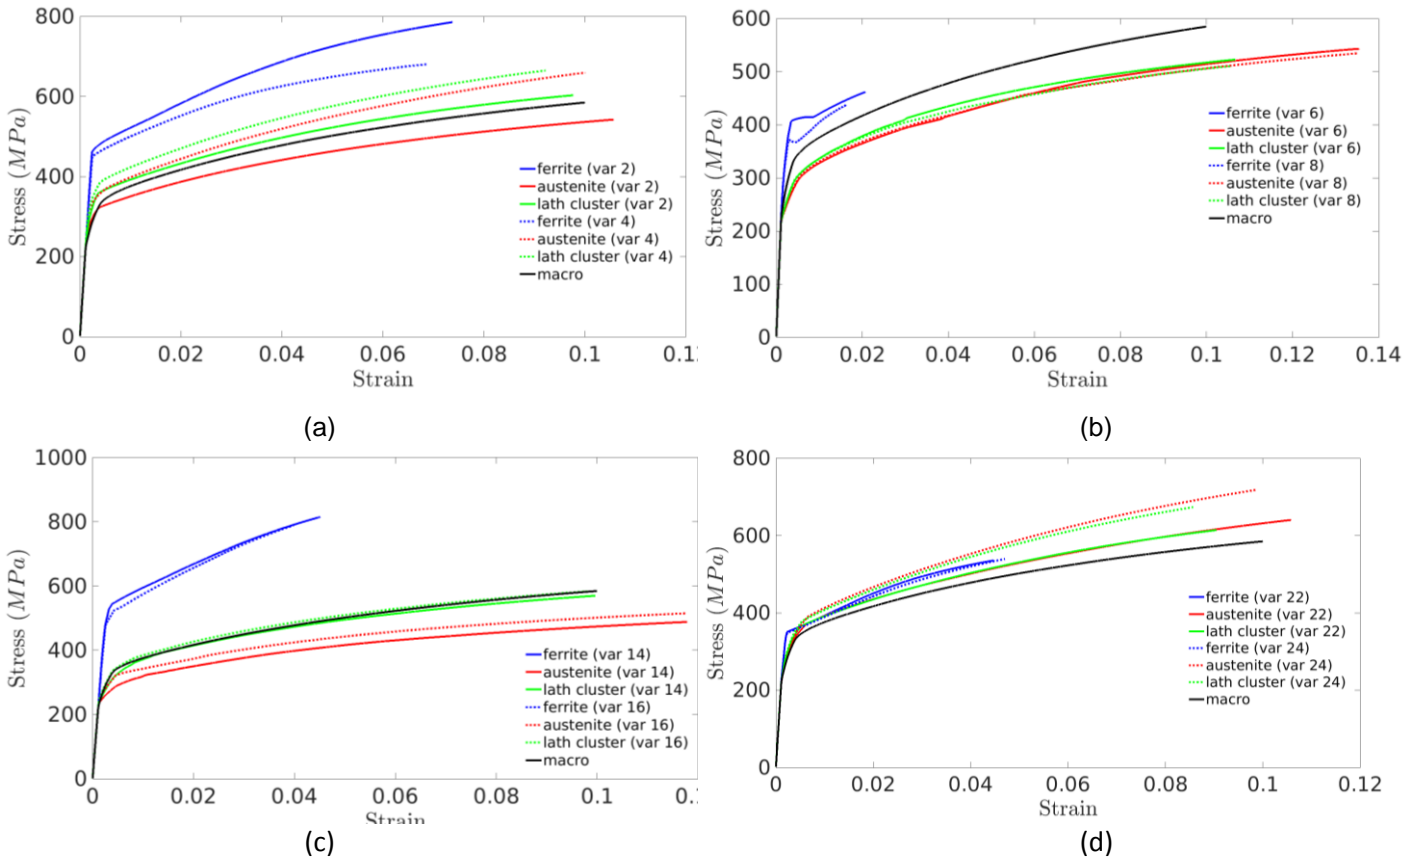 800
600
400
200
0
Stress (MPa)
ferrite (var 2)
austenite (var 2)
lath cluster (var 2)
ferrite (var 4)
austenite (var 4)
lath cluster (var 4)
macro
0 0.02 0.04 0.06 0.08 0.1
Strain
(a)
600
500
400
300
200
100
0
Stress (MPa)
ferrite (var 6)
austenite (var 6)
lath cluster (var 6)
ferrite (var 8)
austenite (var 8)
lath cluster (var 8)
macro
0 0.02 0.04 0.06 0.08 0.1 0.12 0.14
Strain
(b)
1000
800
600
400
200
0
Stress (MPa)
ferrite (var 14)
austenite (var 14)
lath cluster (var 14)
ferrite (var 16)
austenite (var 16)
lath cluster (var 16)
macro
0 0.02 0.04 0.06 0.08 0.1
Strain
(c)
800
600
400
200
0
Stress (MPa)
ferrite (var 22)
austenite (var 22)
lath cluster (var 22)
ferrite (var 24)
austenite (var 24)
lath cluster (var 24)
macro
0 0.02 0.04 0.06 0.08 0.1 0.12
Strain
(d)